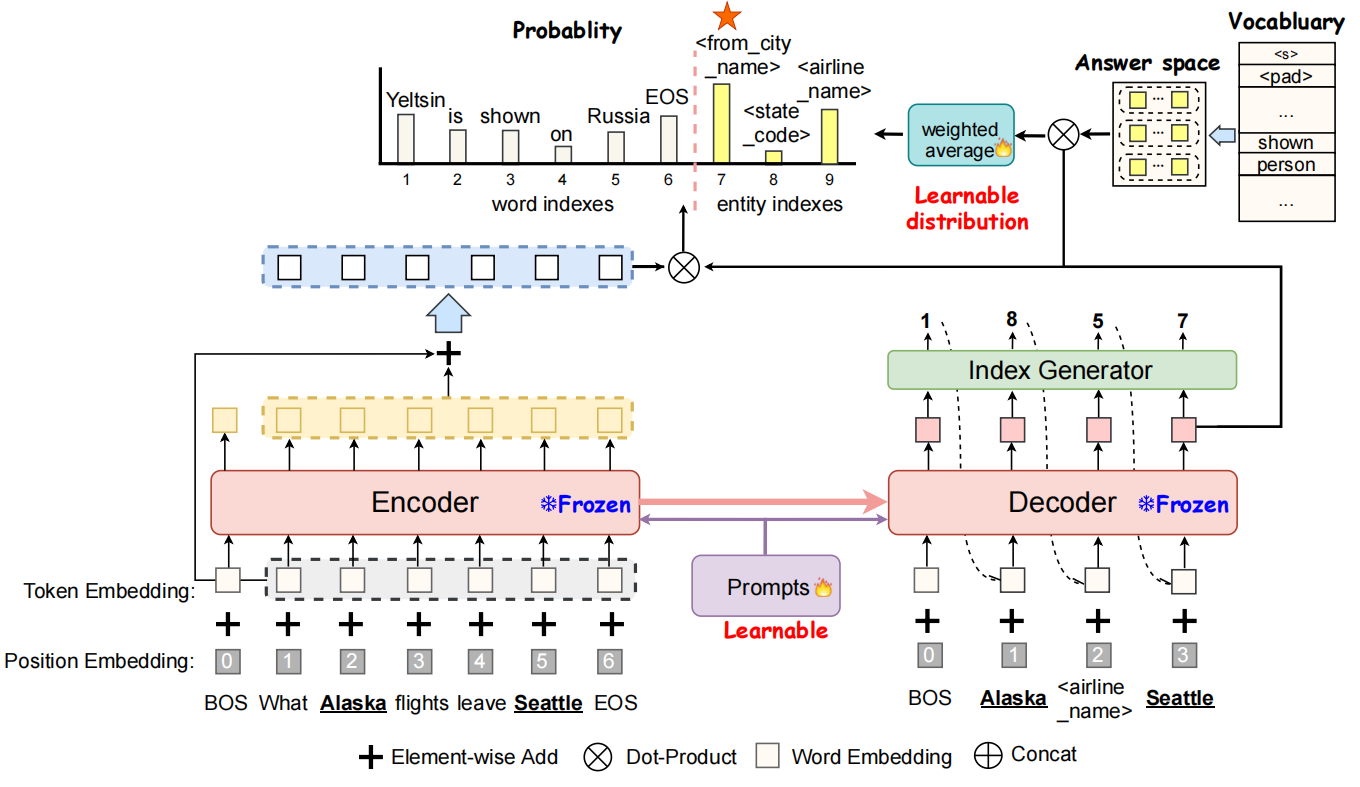 Probablity
Vocabluary
<s>
<pad>
...
shown
person
...
Answer space
... 
...
...
weighted
average
Learnable
distribution
<from_city
_name>
<state
_code>
<airline
_name>
Yeltsin
is
shown
on
Russia
EOS
1 2 3 4 5 6 7 8 9
word indexes
entity indexes
1 8 5 7
Index Generator
Encoder
Frozen
Decoder
Frozen
Prompts
Learnable
Token Embedding:
Position Embedding:
0 1 2 3 4 5 6
BOS What Alaska flights leave Seattle EOS
0 1 2 3
BOS Alaska <airline
_name> Seattle
Element-wise Add
Dot-Product
Word Embedding
Concat